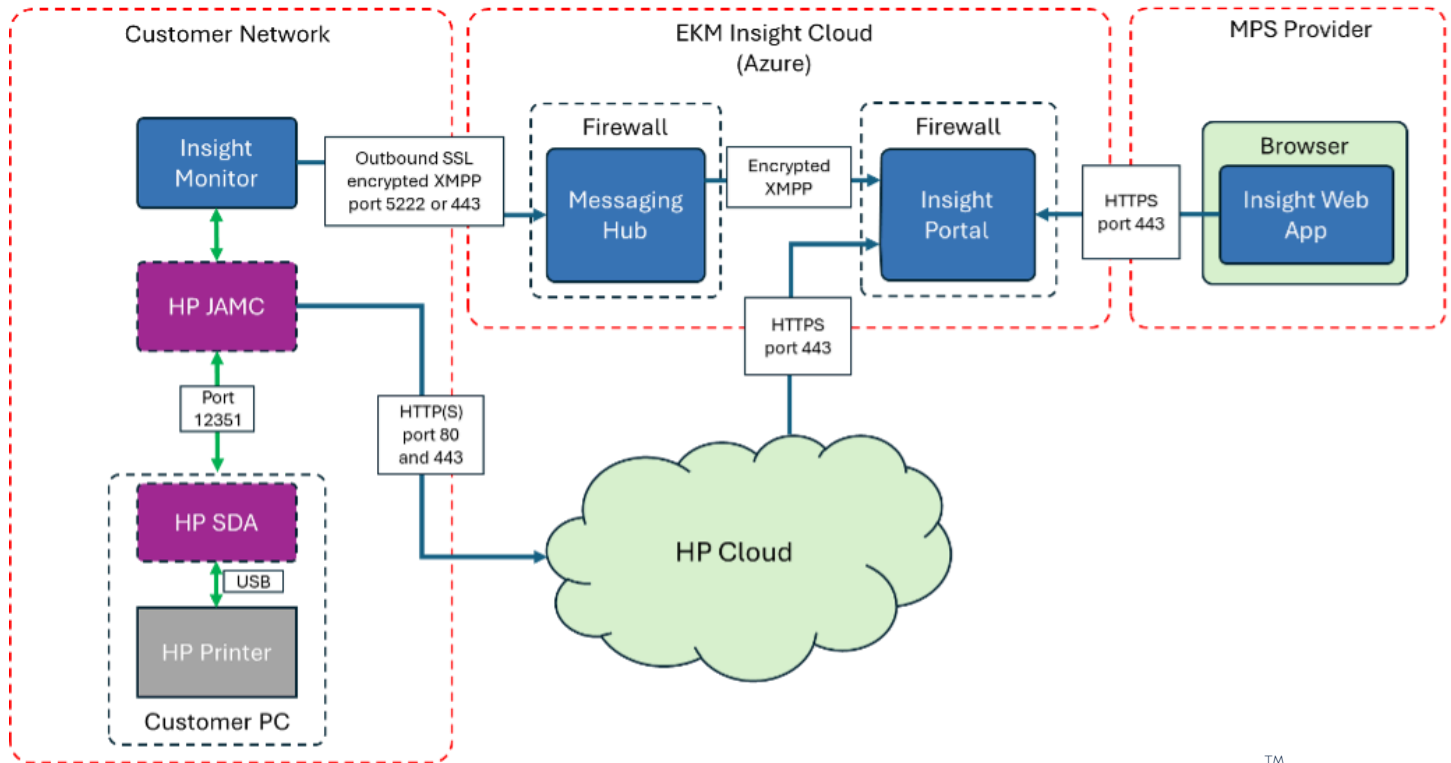 Customer Network
EKM Insight Cloud
(Azure)
MPS Provider
Insight
Monitor
Outbound SSL
encrypted XMPP
port 5222 or 443
Firewall
Messaging
Hub
Encrypted
XMPP
Firewall
Insight
Portal
HTTPS
port 443
Browser
Insight Web
App
HP JAMC
Port
12351
HTTP(S)
port 80
and 443
HTTPS
port 443
HP SDA
USB
HP Printer
Customer PC
HP Cloud
TM